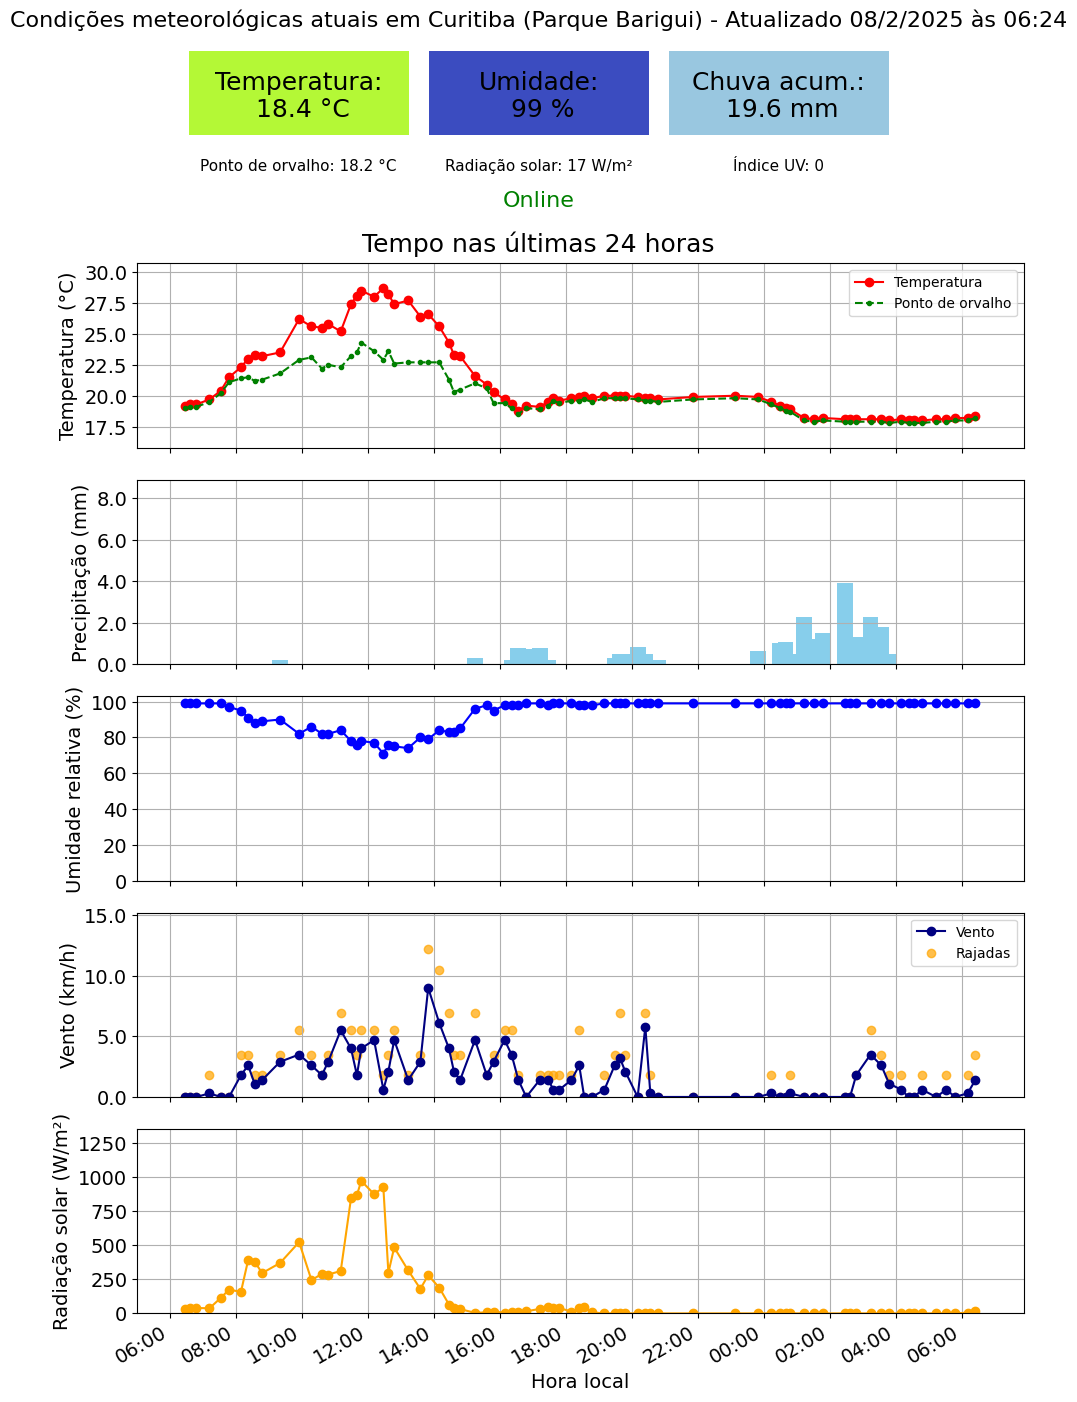 Condições meteorológicas atuais em Curitiba (Parque Barigui) - Atualizado 08/2/2025 às 06:24
Temperatura:
18.4 °C
Umidade:
99 %
Chuva acum.:
19.6 mm
Ponto de orvalho: 18.2 °C
Radiação solar: 17 W/m²
Índice UV: 0
Online
Tempo nas últimas 24 horas
Temperatura (°C)
30.0
27.5
25.0
22.5
20.0
17.5
Temperatura
Ponto de orvalho
Precipitação (mm)
8.0
6.0
4.0
2.0
0.0
Umidade relativa (%)
100
80
60
40
20
0
Vento (km/h)
15.0
10.0
5.0
0.0
Vento
Rajadas
Radiação solar (W/m²)
1250
1000
750
500
250
0
06:00
08:00
10:00
12:00
14:00
16:00
18:00
20:00
22:00
00:00
02:00
04:00
06:00
Hora local